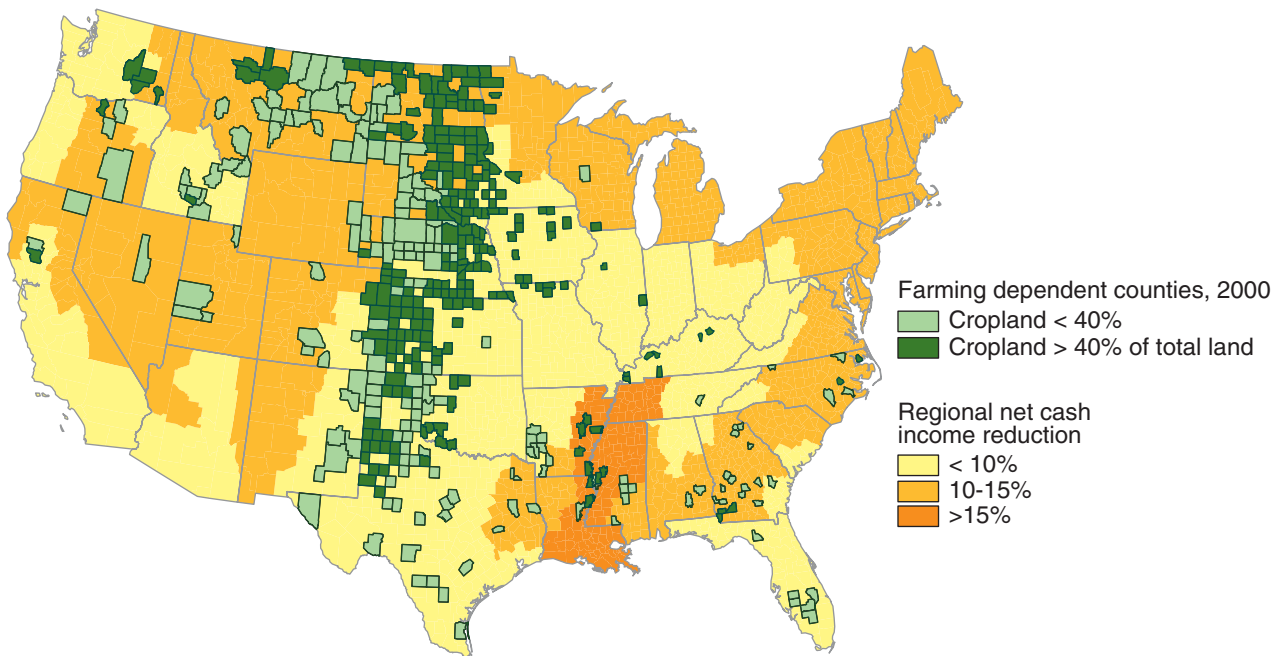 Farming dependent counties, 2000
Cropland < 40%
Cropland > 40% of total land
Regional net cash
income reduction
< 10%
10-15%
>15%